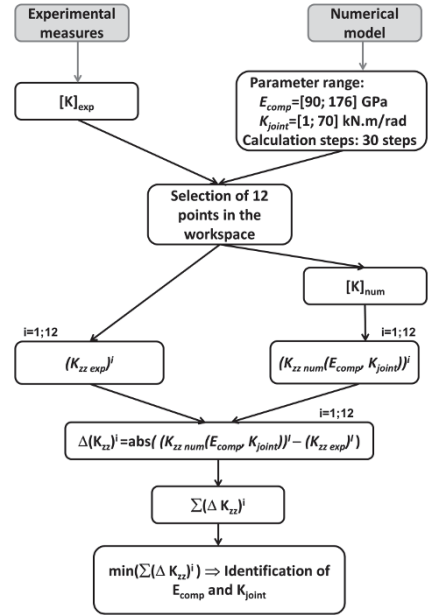 Experimental
measures
Numerical
model
[K]exp
Parameter range:
Ecomp=[90; 176] GPa
Kjoint=[1; 70] kN.m/rad
Calculation steps: 30 steps
Selection of 12
points in the
workspace
[K]num
i=1;12
(Kzz exp)i
i=1;12
(Kzz num(Ecomp, Kjoint))i
i=1;12
Δ(Kzz)i=abs( (Kzz num(Ecomp, Kjoint))i – (Kzz exp)i )
∑(Δ Kzz)i
min(∑(Δ Kzz)i) ⇒ Identification of
Ecomp and Kjoint